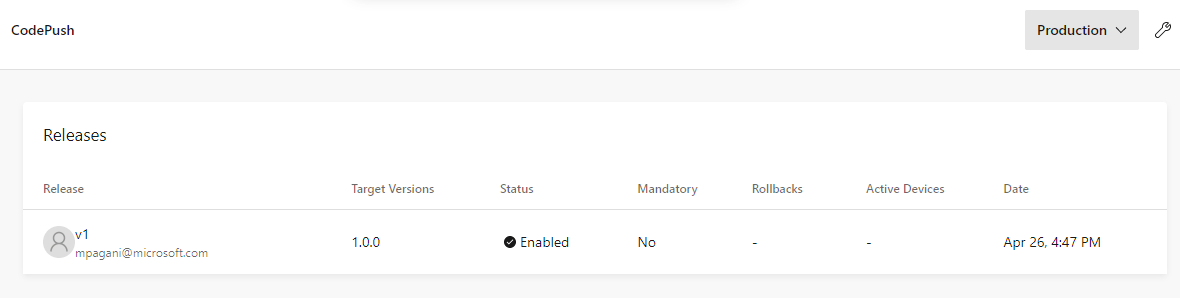 CodePush
Production
Releases
Release Target Versions Status Mandatory Rollbacks Active Devices Date
v1
mpagani@microsoft.com
1.0.0 Enabled No - - Apr 26, 4:47 PM